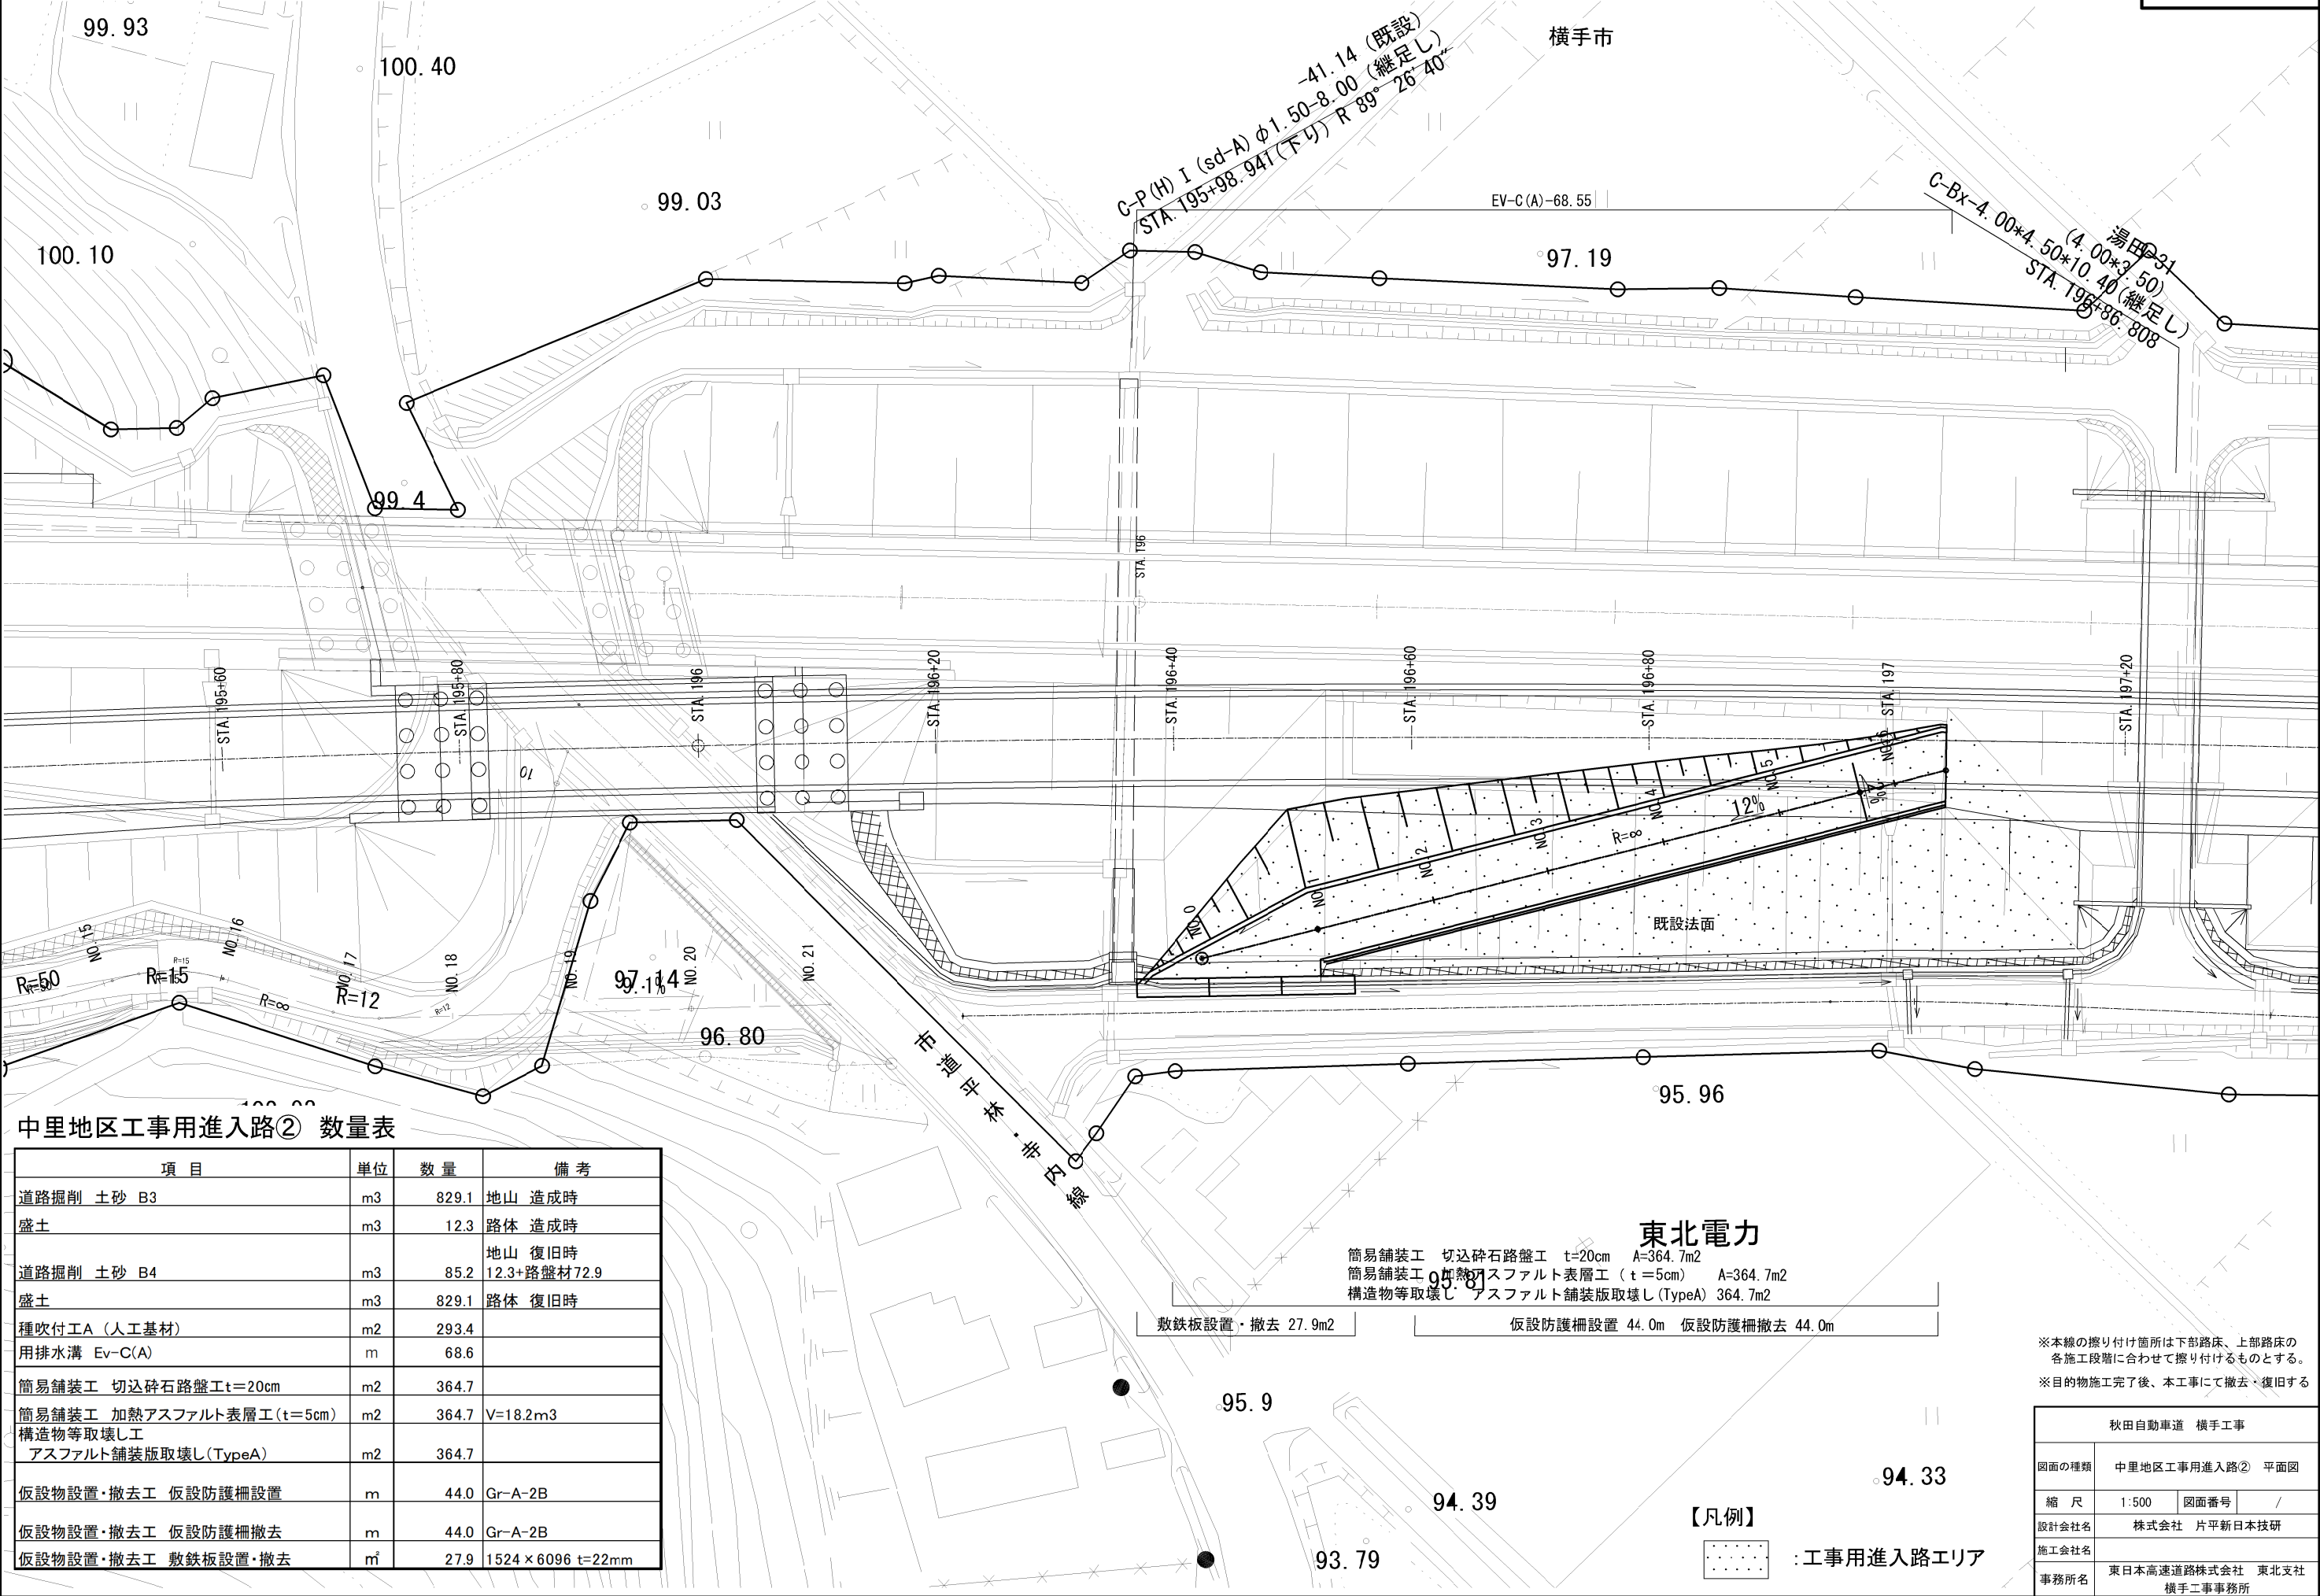 99.93
100.40
99.03
100.10
99.4
-41.14 (既設)
C-P(H) I (sd-A) φ1.50-8.00 (継足し)
STA.195+98.941(下り) R 89° 26' 40"
横手市
EV-C(A)-68.55
97.19
湯田-31
(4.00*3.50)
C-Bx-4.00*4.50*10.40(継足し)
STA.196+86.808
STA.196
STA.195+60
STA.195+80
STA.196
STA.196+20
STA.196+40
STA.196+60
STA.196+80
STA.197
STA.197+20
10
NO.0
NO.1
NO.2
NO.3
NO.4
NO.5
NO.6
R=∞
12%
2%
既設法面
NO.15
NO.16
NO.17
NO.18
NO.19
NO.20
NO.21
R=50
R=50
R=15
R=15
R=15
R=∞
R=12
R=12
97.14
9.1%
96.80
市道平林・寺内線
95.96
中里地区工事用進入路② 数量表
項 目 単位 数 量 備 考
道路掘削 土砂 B3 m3 829.1 地山 造成時
盛土 m3 12.3 路体 造成時
地山 復旧時
道路掘削 土砂 B4 m3 85.2 12.3+路盤材72.9
盛土 m3 829.1 路体 復旧時
種吹付工A (人工基材) m2 293.4
用排水溝 Ev-C(A) m 68.6
簡易舗装工 切込砕石路盤工t=20cm m2 364.7
簡易舗装工 加熱アスファルト表層工(t=5cm) m2 364.7 V=18.2m3
構造物等取壊し工
アスファルト舗装版取壊し(TypeA) m2 364.7
仮設物設置・撤去工 仮設防護柵設置 m 44.0 Gr-A-2B
仮設物設置・撤去工 仮設防護柵撤去 m 44.0 Gr-A-2B
仮設物設置・撤去工 敷鉄板設置・撤去 ㎡ 27.9 1524×6096 t=22mm
東北電力
簡易舗装工 切込砕石路盤工 t=20cm A=364.7m2
簡易舗装工 加熱アスファルト表層工 (t=5cm) A=364.7m2
95.81
構造物等取壊し アスファルト舗装版取壊し(TypeA) 364.7m2
敷鉄板設置・撤去 27.9m2
仮設防護柵設置 44.0m 仮設防護柵撤去 44.0m
95.9
94.39
93.79
94.33
※本線の擦り付け箇所は下部路床、上部路床の
各施工段階に合わせて擦り付けるものとする。
※目的物施工完了後、本工事にて撤去・復旧する
【凡例】
:工事用進入路エリア
秋田自動車道 横手工事
図面の種類 中里地区工事用進入路② 平面図
縮 尺 1:500 図面番号 /
設計会社名 株式会社 片平新日本技研
施工会社名
事務所名 東日本高速道路株式会社 東北支社
横手工事事務所